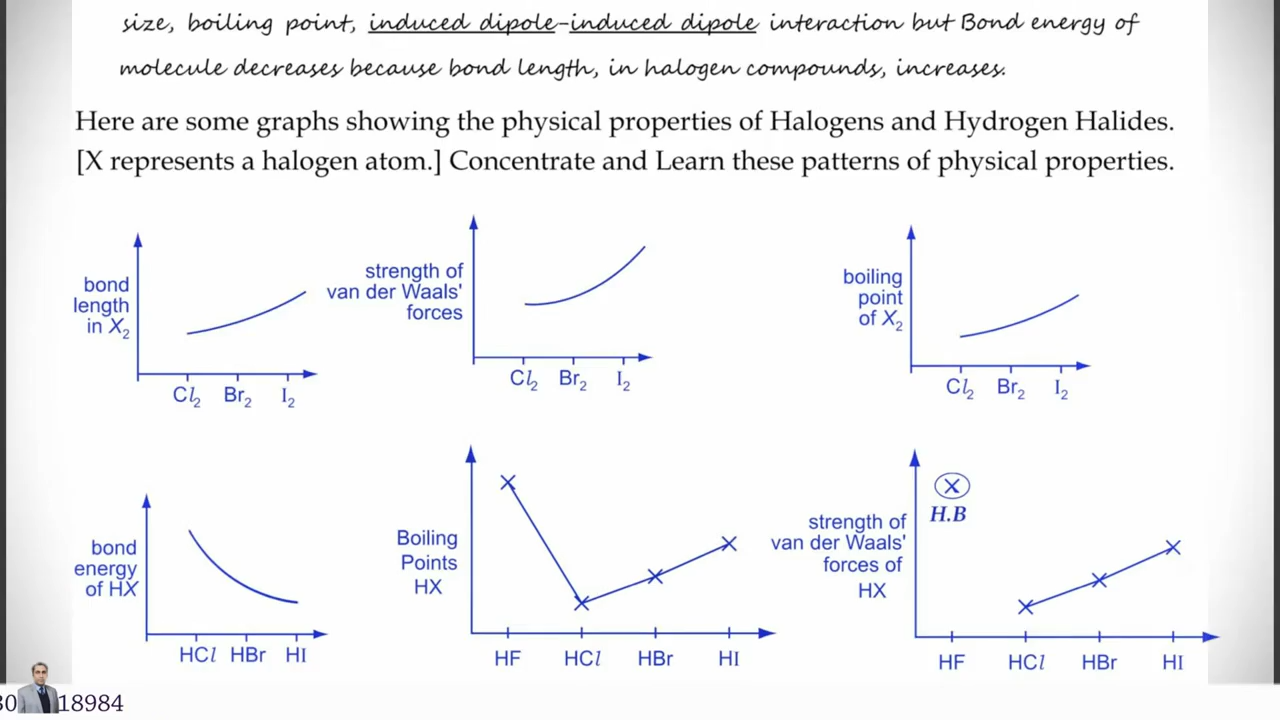 size, boiling point, induced dipole-induced dipole interaction but Bond energy of
molecule decreases because bond length, in halogen compounds, increases.
Here are some graphs showing the physical properties of Halogens and Hydrogen Halides.
[X represents a halogen atom.] Concentrate and Learn these patterns of physical properties.
bond
length
in X₂
Cl₂ Br₂ I₂
strength of
van der Waals'
forces
Cl₂ Br₂ I₂
boiling
point
of X₂
Cl₂ Br₂ I₂
bond
energy
of HX
HCl HBr HI
Boiling
Points
HX
HF HCl HBr HI
H.B
strength of
van der Waals'
forces of
HX
HF HCl HBr HI
18984